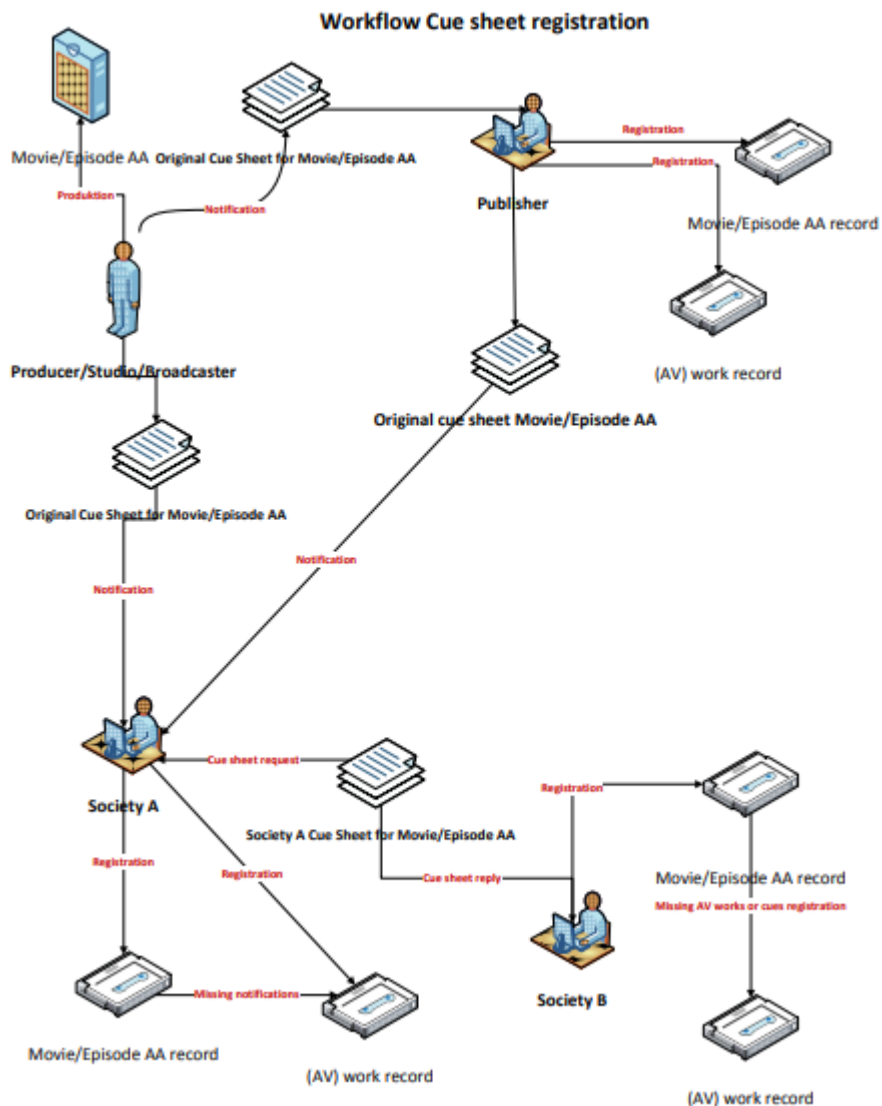 Workflow Cue sheet registration
Movie/Episode AA
Original Cue Sheet for Movie/Episode AA
Registration
Registration
Produktion
Notification
Publisher
Movie/Episode AA record
Producer/Studio/Broadcaster
(AV) work record
Original cue sheet Movie/Episode AA
Original Cue Sheet for Movie/Episode AA
Notification
Notification
Cue sheet request
Society A
Registration
Society A Cue Sheet for Movie/Episode AA
Registration
Registration
Cue sheet reply
Movie/Episode AA record
Missing AV works or cues registration
Missing notifications
Society B
Movie/Episode AA record
(AV) work record
(AV) work record